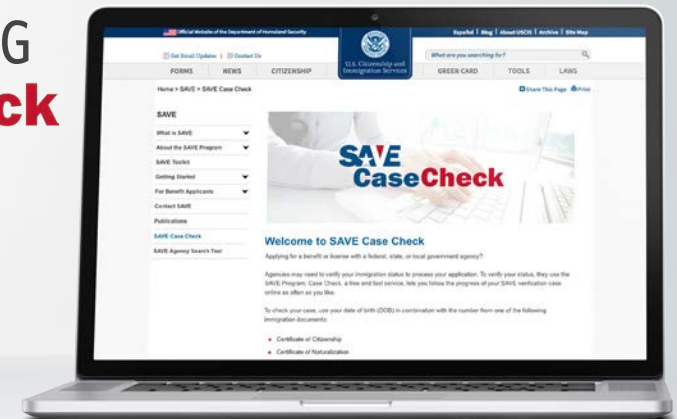 G
ck
Official Website of the Department of Homeland Security
Español | Blog | About USCIS | Archive | Site Map
Get Email Updates | Contact Us
U.S. Citizenship and
Immigration Services
What are you searching for?
FORMS NEWS CITIZENSHIP GREEN CARD TOOLS LAWS
Home > SAVE > SAVE Case Check
Share This Page Print
SAVE
What is SAVE
About the SAVE Program
SAVE Toolkit
Getting Started
For Benefit Applicants
Contact SAVE
Publications
SAVE Case Check
SAVE Agency Search Tool
SAVE
CaseCheck
Welcome to SAVE Case Check
Applying for a benefit or license with a federal, state, or local government agency?
Agencies may need to verify your immigration status to process your application. To verify your status, they use the
SAVE Program. Case Check, a free and fast service, lets you follow the progress of your SAVE verification case
online as often as you like.
To check your case, use your date of birth (DOB) in combination with the number from one of the following
immigration documents:
• Certificate of Citizenship
• Certificate of Naturalization